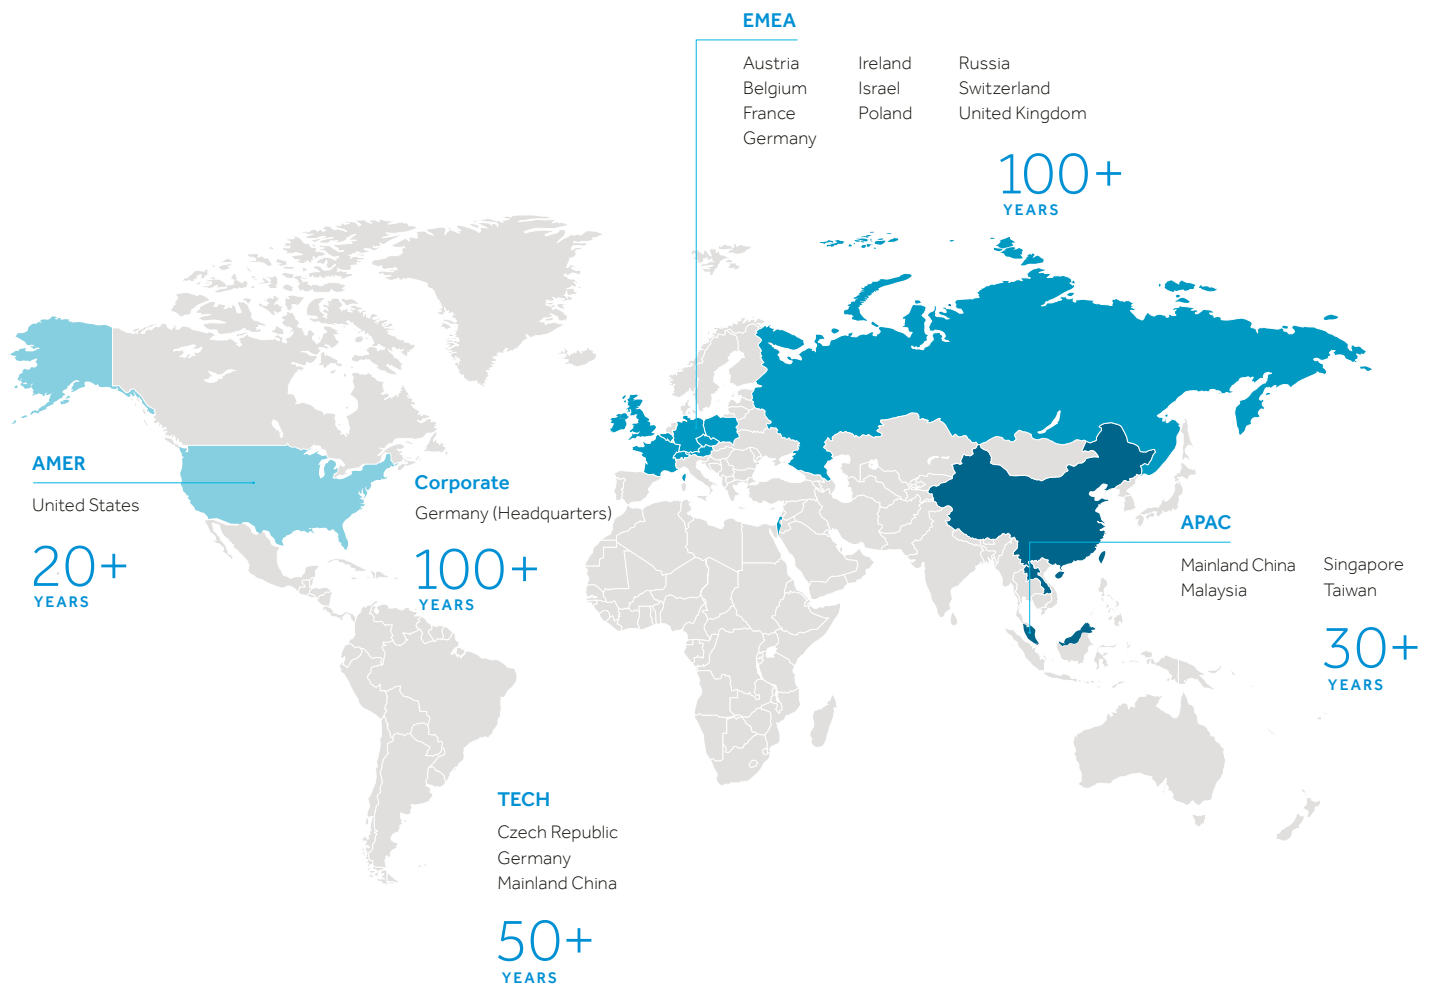 EMEA
Austria
Belgium
France
Germany
Ireland
Israel
Poland
Russia
Switzerland
United Kingdom
100+
YEARS
AMER
United States
20+
YEARS
Corporate
Germany (Headquarters)
100+
YEARS
APAC
Mainland China
Malaysia
Singapore
Taiwan
30+
YEARS
TECH
Czech Republic
Germany
Mainland China
50+
YEARS